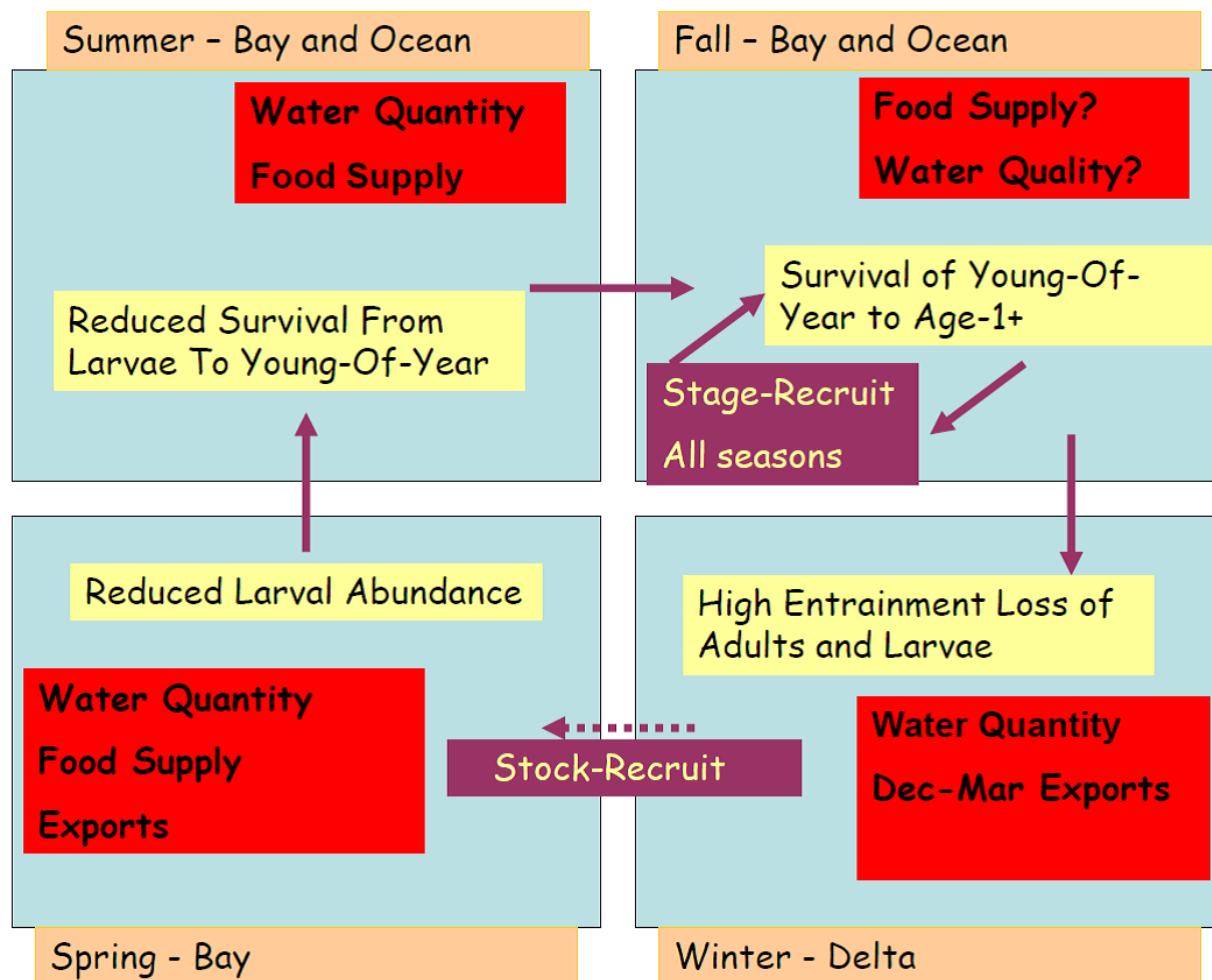 Summer – Bay and Ocean
Water Quantity
Food Supply
Reduced Survival From
Larvae To Young-Of-Year
Fall – Bay and Ocean
Food Supply?
Water Quality?
Survival of Young-Of-
Year to Age-1+
Stage-Recruit
All seasons
Reduced Larval Abundance
Water Quantity
Food Supply
Exports
Spring - Bay
Stock-Recruit
High Entrainment Loss of
Adults and Larvae
Water Quantity
Dec-Mar Exports
Winter - Delta